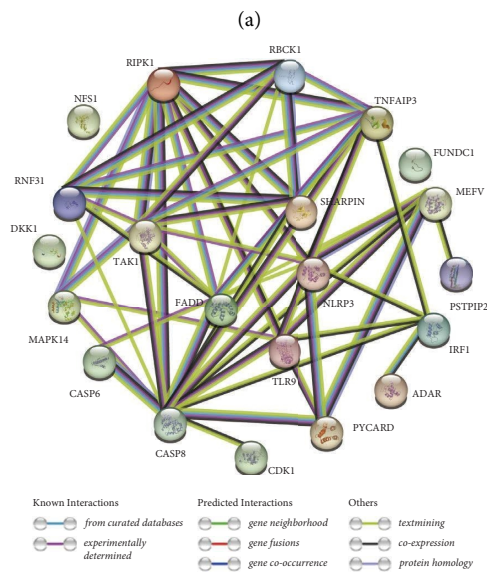 (a)
RBCK1
RIPK1
TNFAIP3
NFS1
FUNDC1
RNF31
SHARPIN
MEFV
DKK1
TAK1
PSTPIP2
FADD
NLRP3
MAPK14
IRF1
TLR9
CASP6
ADAR
CASP8
PYCARD
CDK1
Known Interactions
Predicted Interactions
Others
from curated databases
gene neighborhood
textmining
experimentally
determined
gene fusions
co-expression
gene co-occurrence
protein homology